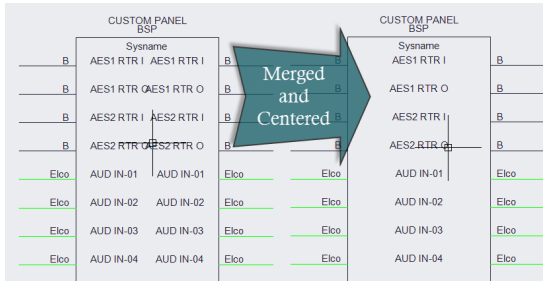 CUSTOM PANEL
BSP
Sysname
B AES1 RTR I AES1 RTR I B
B AES1 RTR O AES1 RTR O B
B AES2 RTR I AES2 RTR I B
B AES2 RTR O AES2 RTR O B
Elco AUD IN-01 AUD IN-01 Elco
Elco AUD IN-02 AUD IN-02 Elco
Elco AUD IN-03 AUD IN-03 Elco
Elco AUD IN-04 AUD IN-04 Elco
Merged
and
Centered
CUSTOM PANEL
BSP
Sysname
B AES1 RTR I B
B AES1 RTR O B
B AES2 RTR I B
B AES2 RTR O B
Elco AUD IN-01 Elco
Elco AUD IN-02 Elco
Elco AUD IN-03 Elco
Elco AUD IN-04 Elco